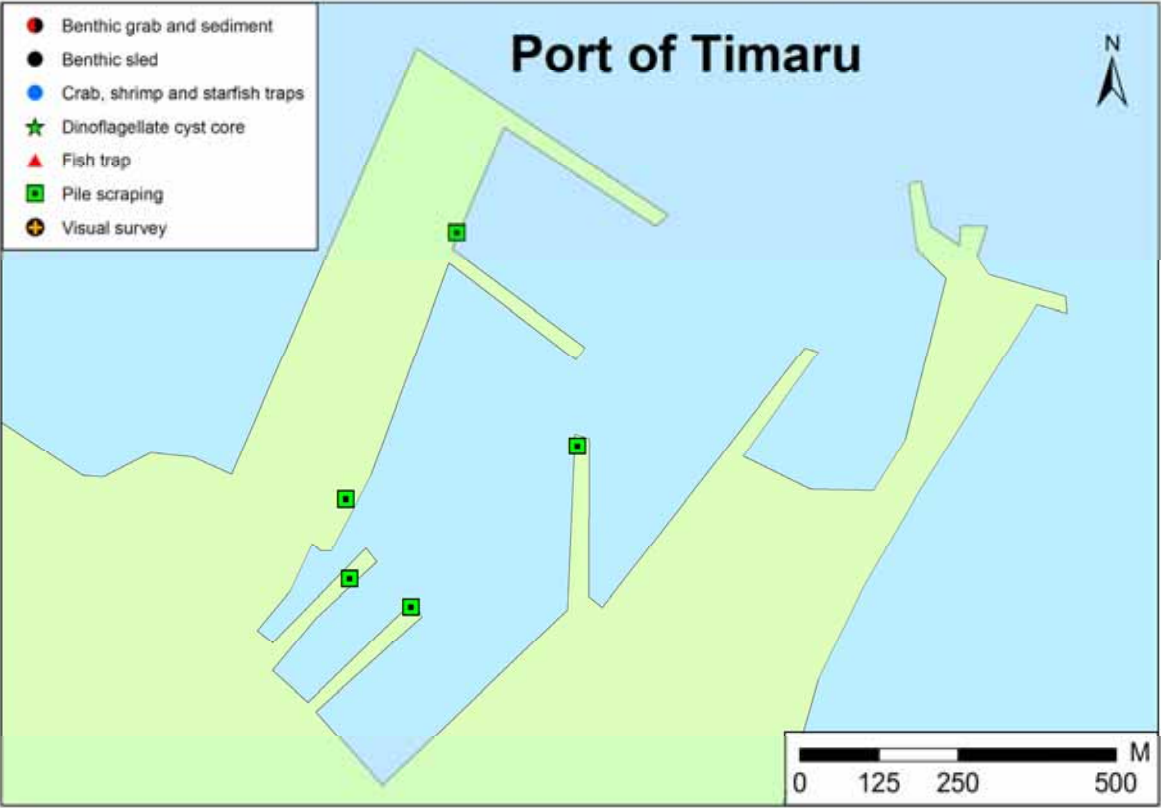 Benthic grab and sediment
Benthic sled
Crab, shrimp and starfish traps
Dinoflagellate cyst core
Fish trap
Pile scraping
Visual survey
Port of Timaru
N
M
0 125 250 500